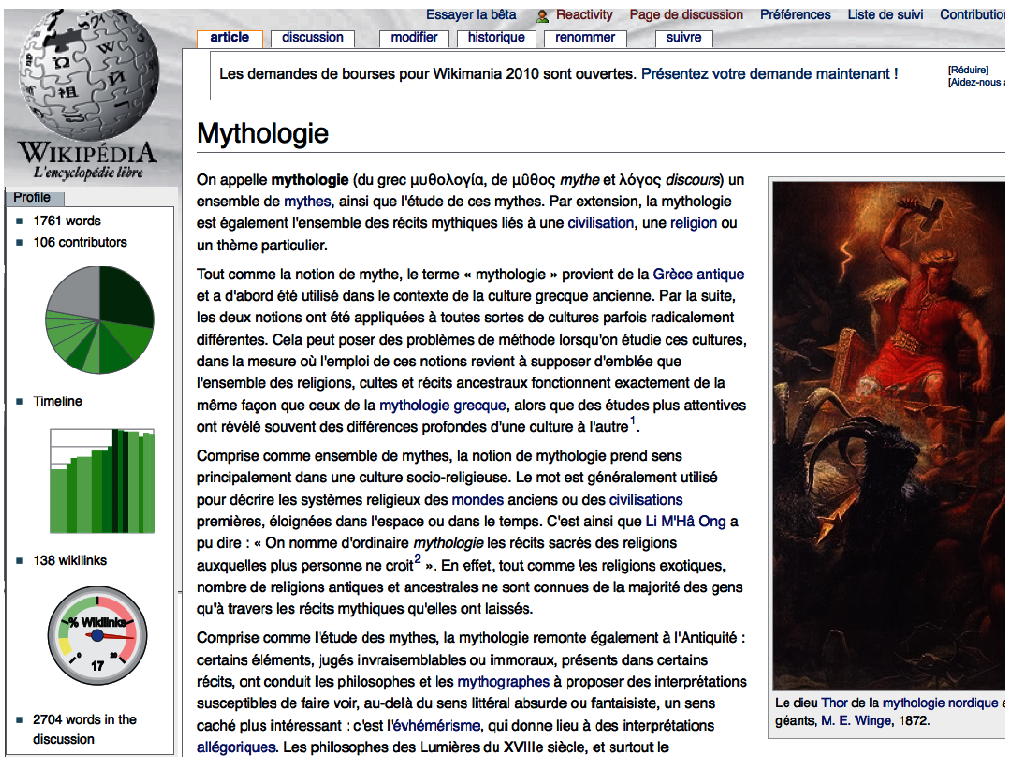 Essayer la bêta Reactivity Page de discussion Préférences Liste de suivi Contribution
article discussion modifier historique renommer suivre
Les demandes de bourses pour Wikimania 2010 sont ouvertes. Présentez votre demande maintenant !
[Réduire]
[Aidez-nous
WIKIPÉDIA
L'encyclopédie libre
Profile
1761 words
106 contributors
Timeline
138 wikilinks
% Wikilinks
0
17
2704 words in the
discussion
Mythologie
On appelle mythologie (du grec μυθολογία, de μῦθος mythe et λόγος discours) un
ensemble de mythes, ainsi que l'étude de ces mythes. Par extension, la mythologie
est également l'ensemble des récits mythiques liés à une civilisation, une religion ou
un thème particulier.
Tout comme la notion de mythe, le terme « mythologie » provient de la Grèce antique
et a d'abord été utilisé dans le contexte de la culture grecque ancienne. Par la suite,
les deux notions ont été appliquées à toutes sortes de cultures parfois radicalement
différentes. Cela peut poser des problèmes de méthode lorsqu'on étudie ces cultures,
dans la mesure où l'emploi de ces notions revient à supposer d'emblée que
l'ensemble des religions, cultes et récits ancestraux fonctionnent exactement de la
même façon que ceux de la mythologie grecque, alors que des études plus attentives
ont révélé souvent des différences profondes d'une culture à l'autre 1.
Comprise comme ensemble de mythes, la notion de mythologie prend sens
principalement dans une culture socio-religieuse. Le mot est généralement utilisé
pour décrire les systèmes religieux des mondes anciens ou des civilisations
premières, éloignées dans l'espace ou dans le temps. C'est ainsi que Li M'Hâ Ong a
pu dire : « On nomme d'ordinaire mythologie les récits sacrés des religions
auxquelles plus personne ne croit 2 ». En effet, tout comme les religions exotiques,
nombre de religions antiques et ancestrales ne sont connues de la majorité des gens
qu'à travers les récits mythiques qu'elles ont laissés.
Comprise comme l'étude des mythes, la mythologie remonte également à l'Antiquité :
certains éléments, jugés invraisemblables ou immoraux, présents dans certains
récits, ont conduit les philosophes et les mythographes à proposer des interprétations
susceptibles de faire voir, au-delà du sens littéral absurde ou fantaisiste, un sens
caché plus intéressant : c'est l'évhémérisme, qui donne lieu à des interprétations
allégoriques. Les philosophes des Lumières du XVIIIe siècle, et surtout le
Le dieu Thor de la mythologie nordique
géants, M. E. Winge, 1872.